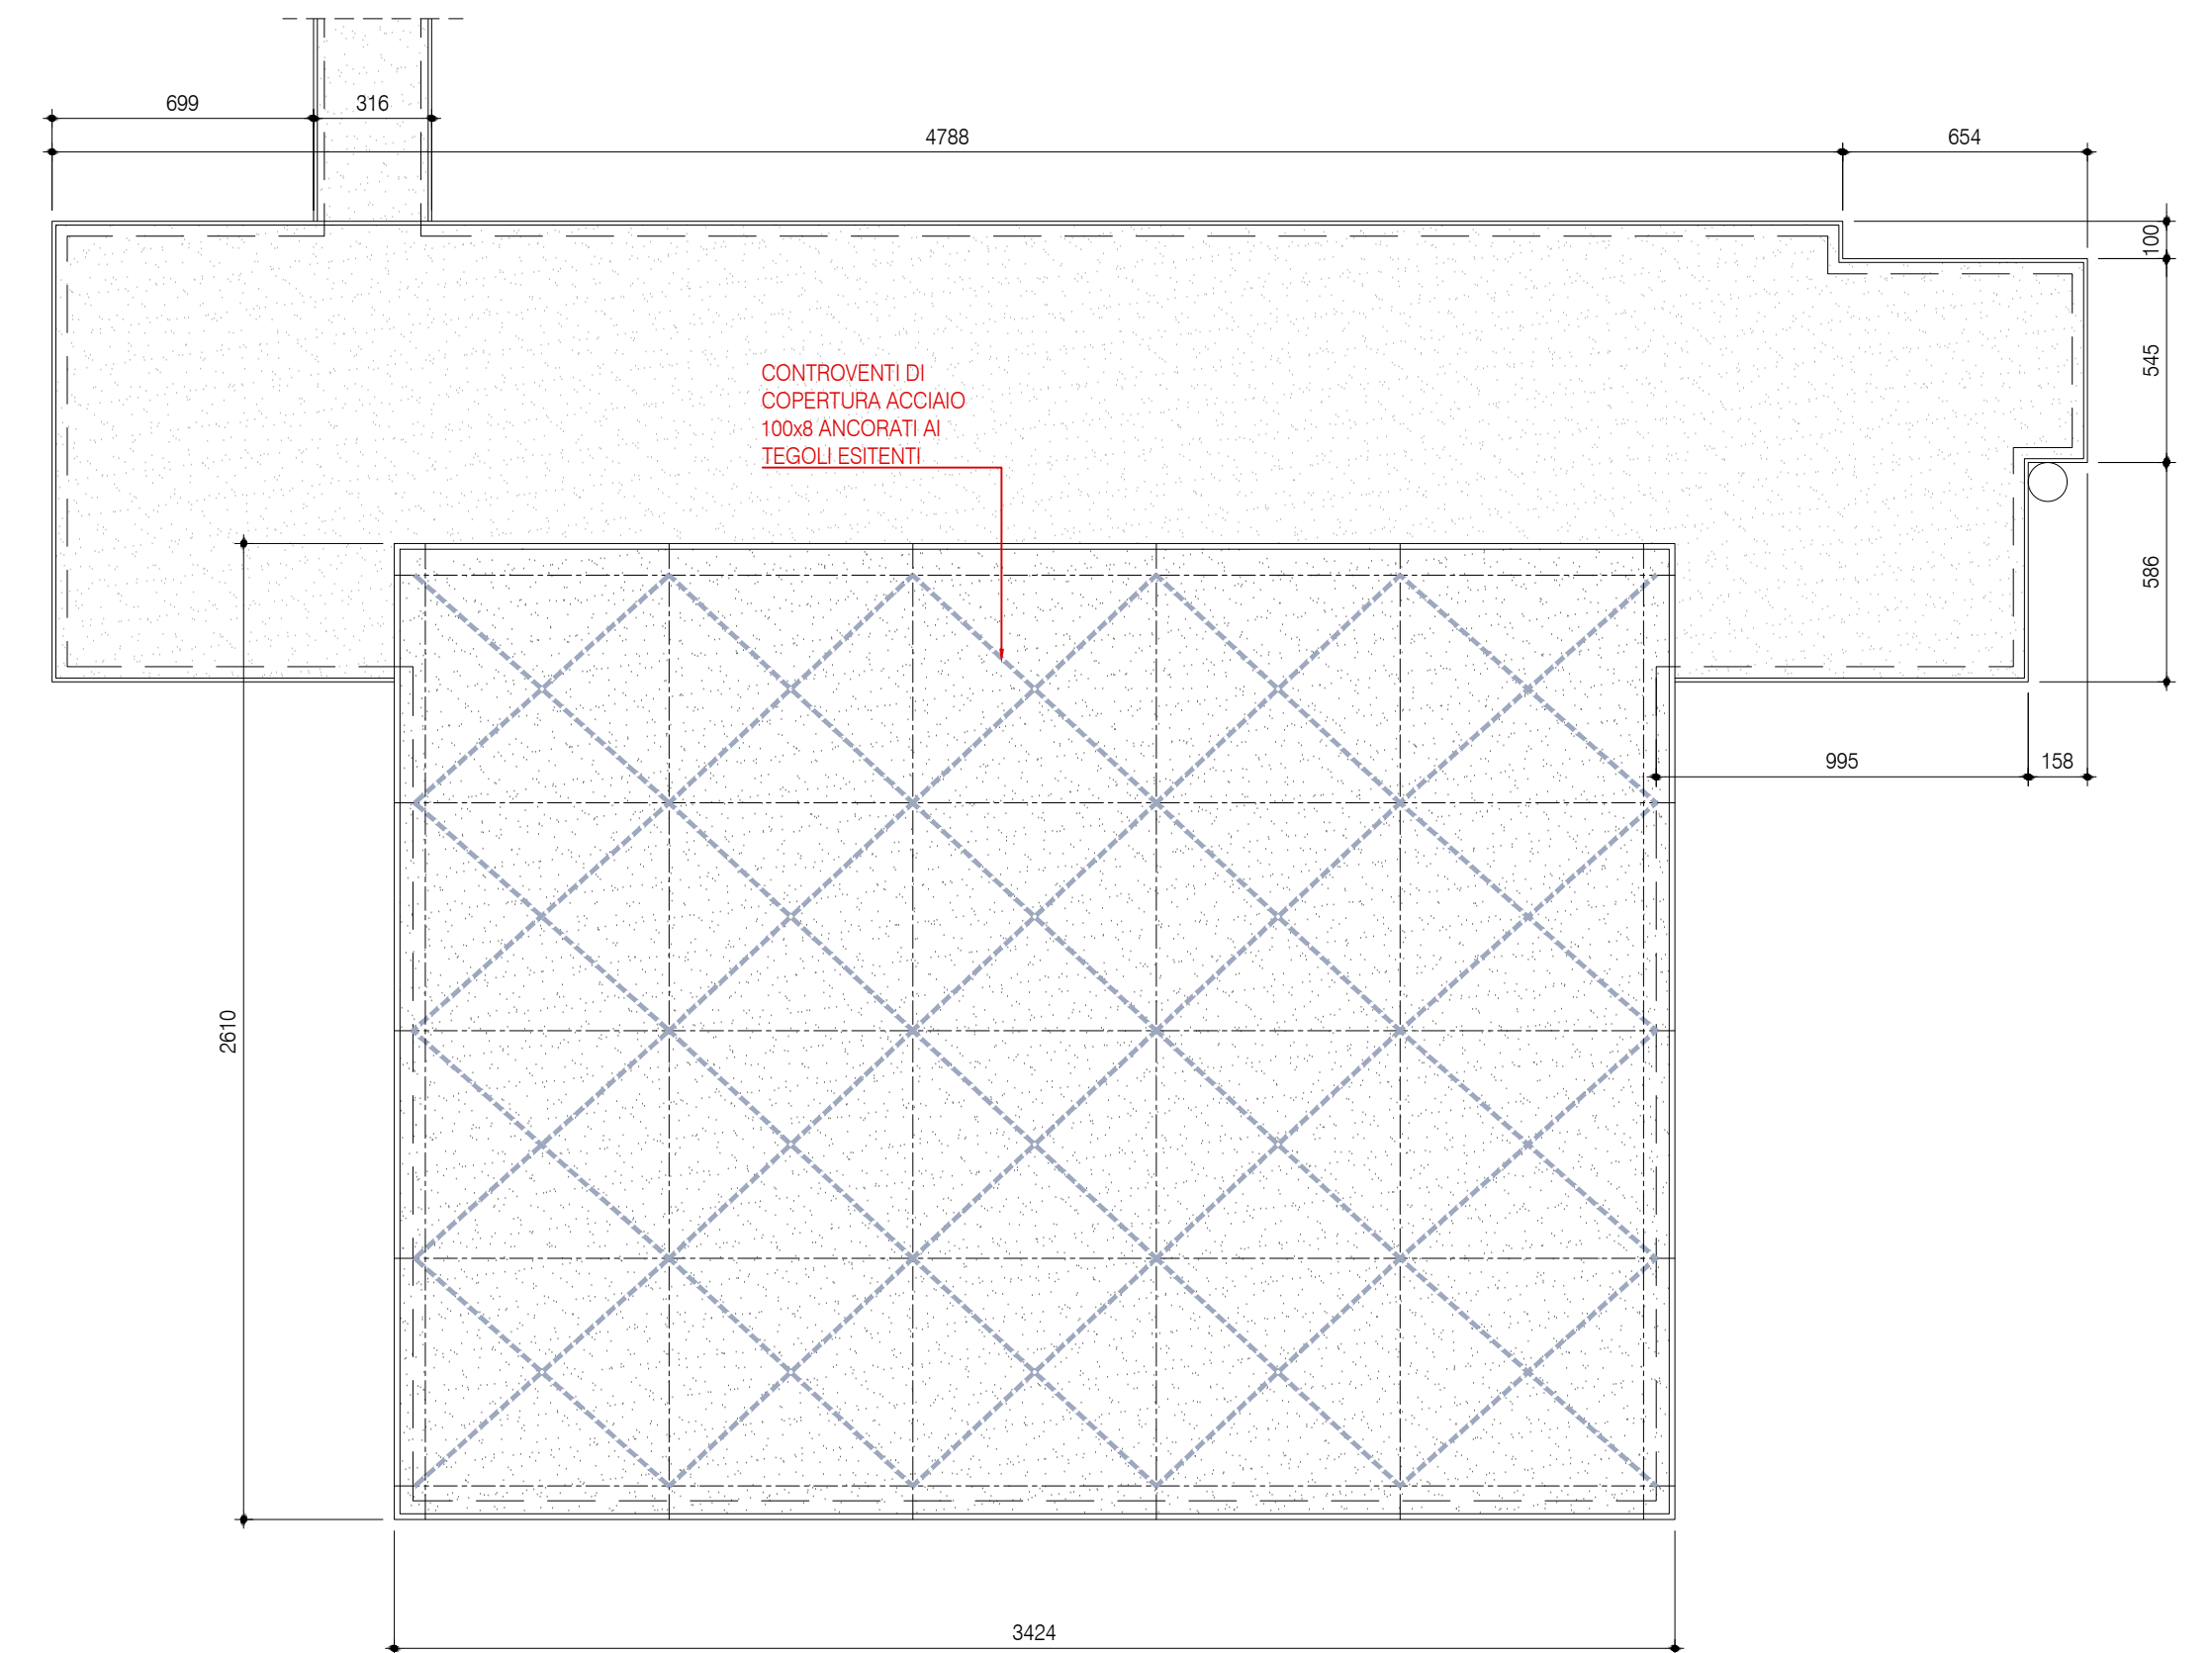 699
316
4788
654
100
545
586
CONTROVENTI DI
COPERTURA ACCIAIO
100x8 ANCORATI AI
TEGOLI ESITENTI
995
158
2610
3424